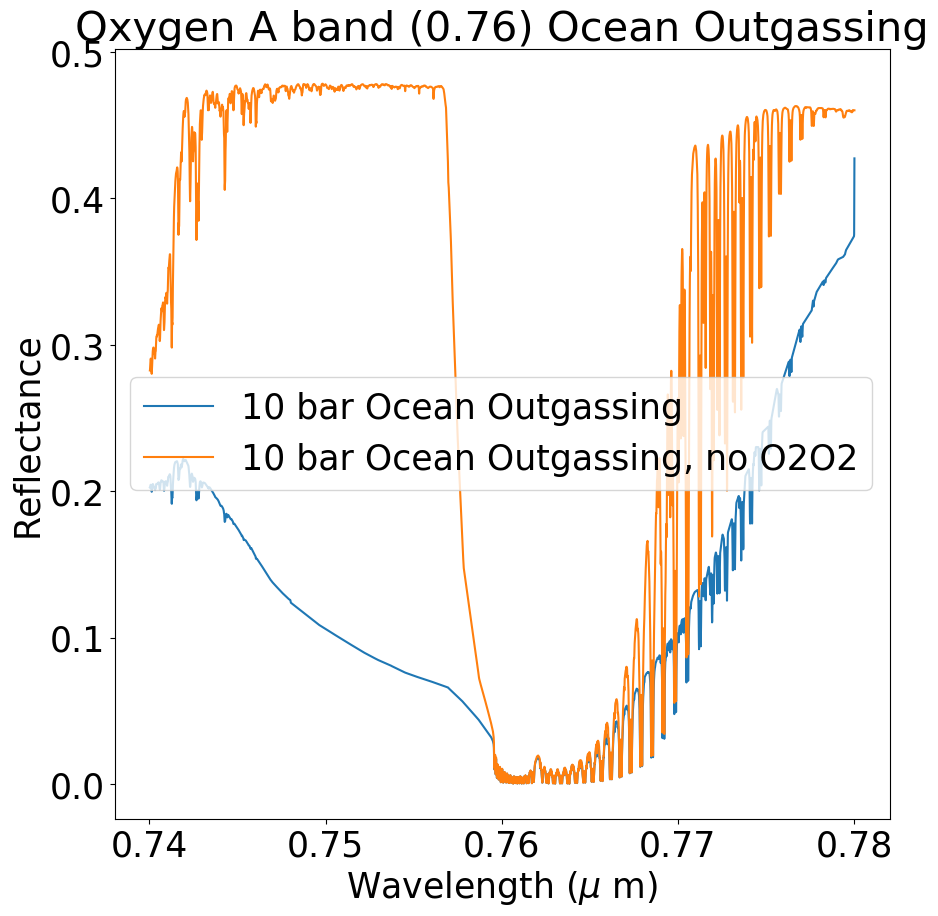 Oxygen A band (0.76) Ocean Outgassing
0.5
0.4
0.3
0.2
0.1
0.0
Reflectance
10 bar Ocean Outgassing
10 bar Ocean Outgassing, no O2O2
0.74 0.75 0.76 0.77 0.78
Wavelength (μ m)